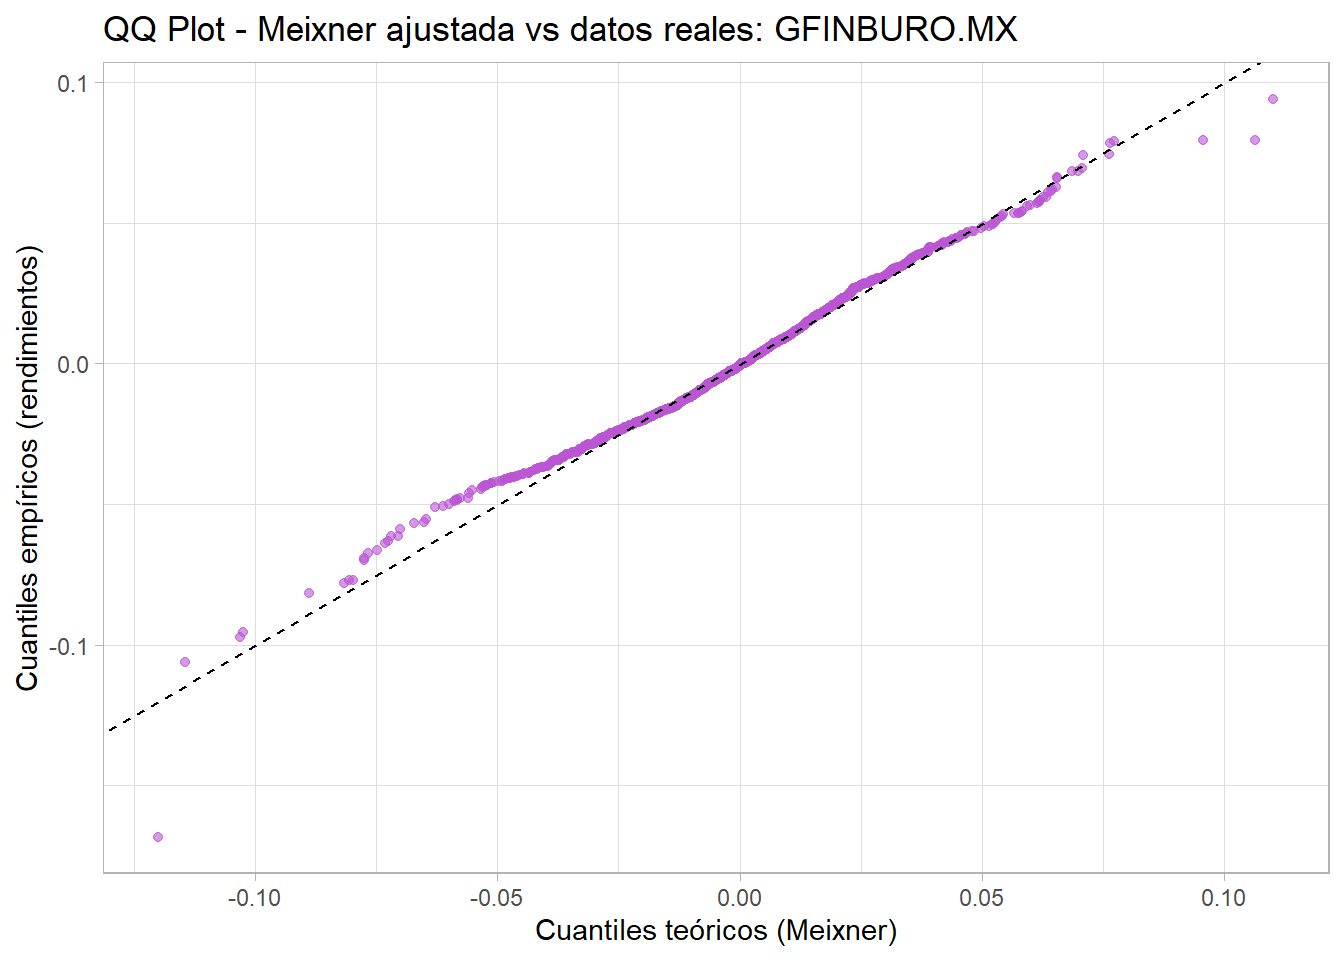 QQ Plot - Meixner ajustada vs datos reales: GFINBURO.MX
Cuantiles empíricos (rendimientos)
0.1
0.0
-0.1
-0.10
-0.05
0.00
0.05
0.10
Cuantiles teóricos (Meixner)